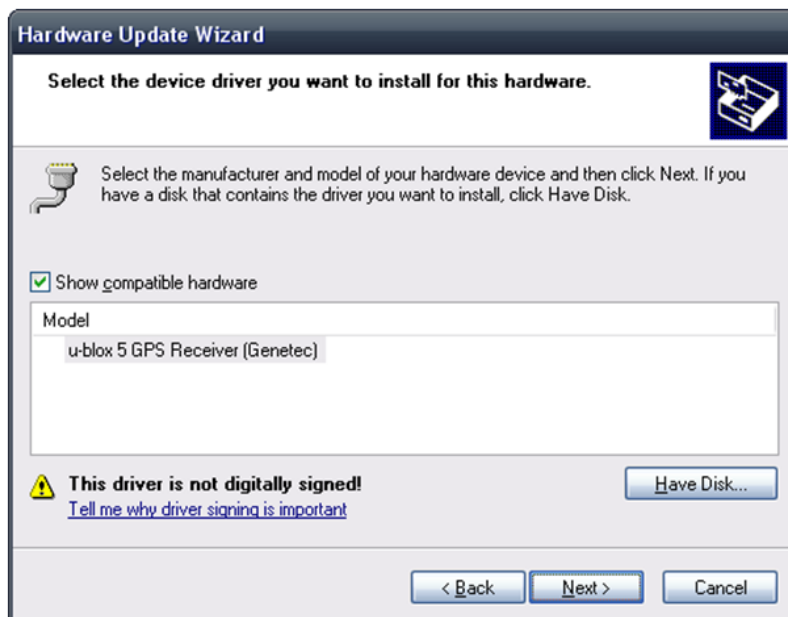 Hardware Update Wizard
Select the device driver you want to install for this hardware.
Select the manufacturer and model of your hardware device and then click Next. If you
have a disk that contains the driver you want to install, click Have Disk.
Show compatible hardware
Model
u-blox 5 GPS Receiver (Genetec)
This driver is not digitally signed!
Have Disk...
Tell me why driver signing is important
< Back Next > Cancel